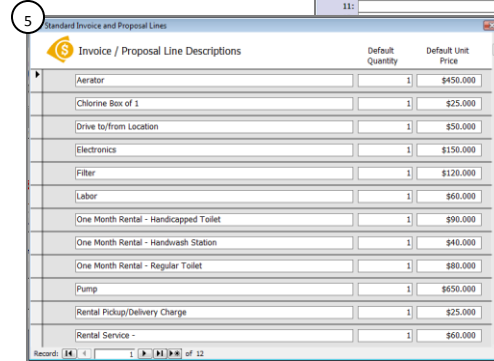 11:
5
Standard Invoice and Proposal Lines
Invoice / Proposal Line Descriptions Default Quantity Default Unit Price
Aerator 1 $450.000
Chlorine Box of 1 1 $25.000
Drive to/from Location 1 $50.000
Electronics 1 $150.000
Filter 1 $120.000
Labor 1 $60.000
One Month Rental - Handicapped Toilet 1 $90.000
One Month Rental - Handwash Station 1 $40.000
One Month Rental - Regular Toilet 1 $80.000
Pump 1 $650.000
Rental Pickup/Delivery Charge 1 $25.000
Rental Service - 1 $60.000
Record: 1 of 12